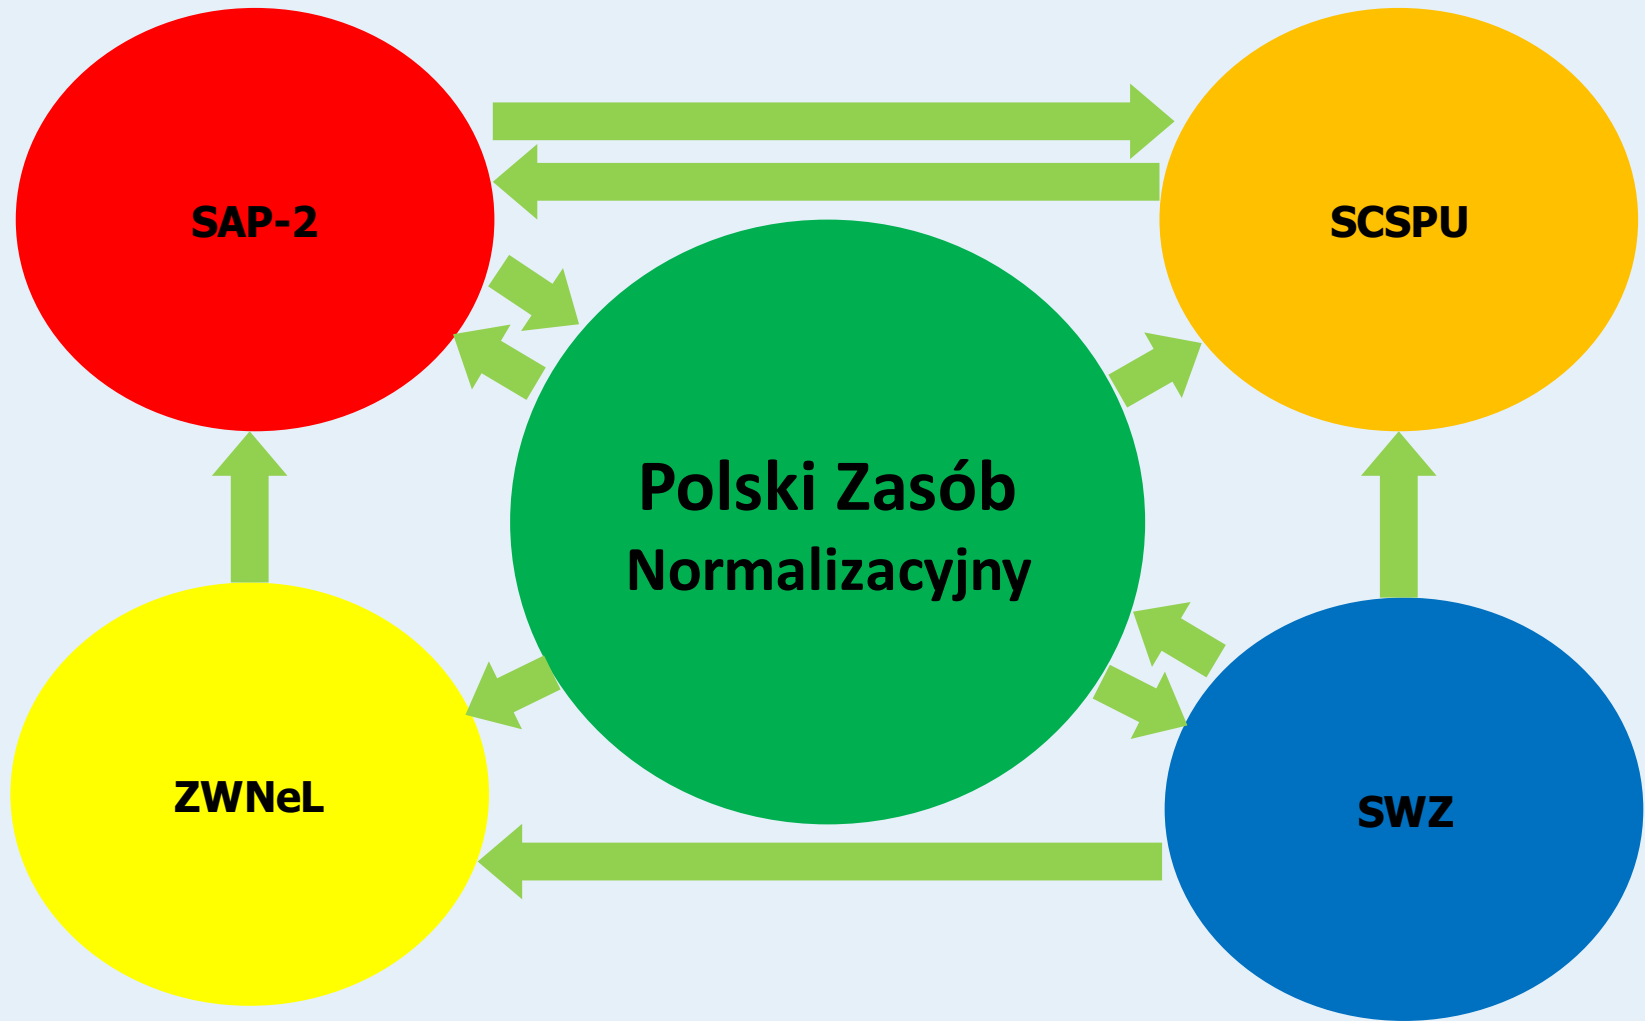 SAP-2
SCSPU
Polski Zasób
Normalizacyjny
ZWNeL
SWZ